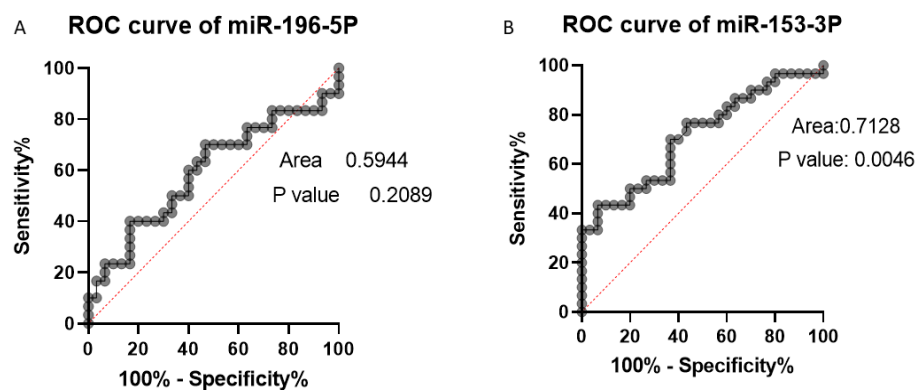 A
ROC curve of miR-196-5P
100
80
60
40
20
0
Sensitivity%
Area 0.5944
P value 0.2089
0 20 40 60 80 100
100% - Specificity%
B
ROC curve of miR-153-3P
100
80
60
40
20
0
Sensitivity%
Area:0.7128
P value: 0.0046
0 20 40 60 80 100
100% - Specificity%